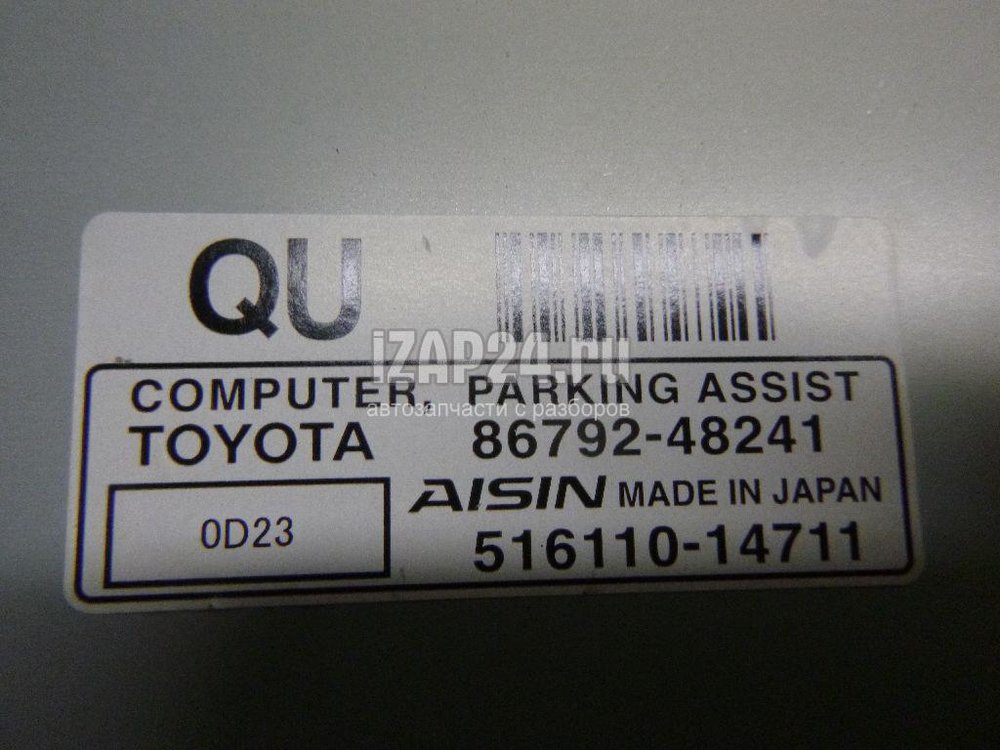 QU
iZAP24.ru
COMPUTER, PARKING ASSIST
автозапчасти с разборов
TOYOTA 86792-48241
AISIN MADE IN JAPAN
0D23
516110-14711